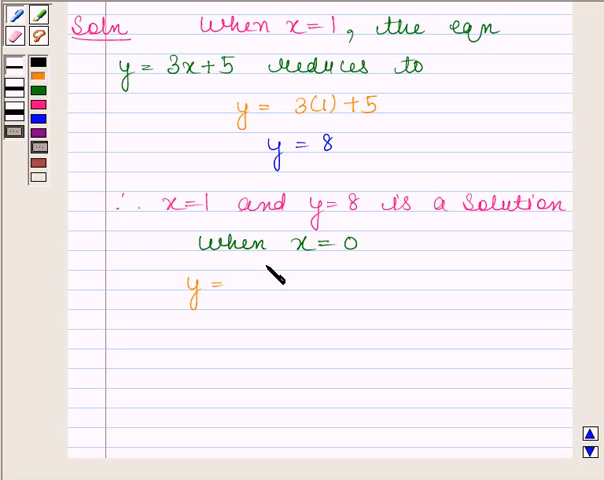 Soln When x=1, the eqn
y = 3x+5 reduces to
y = 3(1)+5
y = 8
∴ x=1 and y=8 is a solution
When x=0
y =